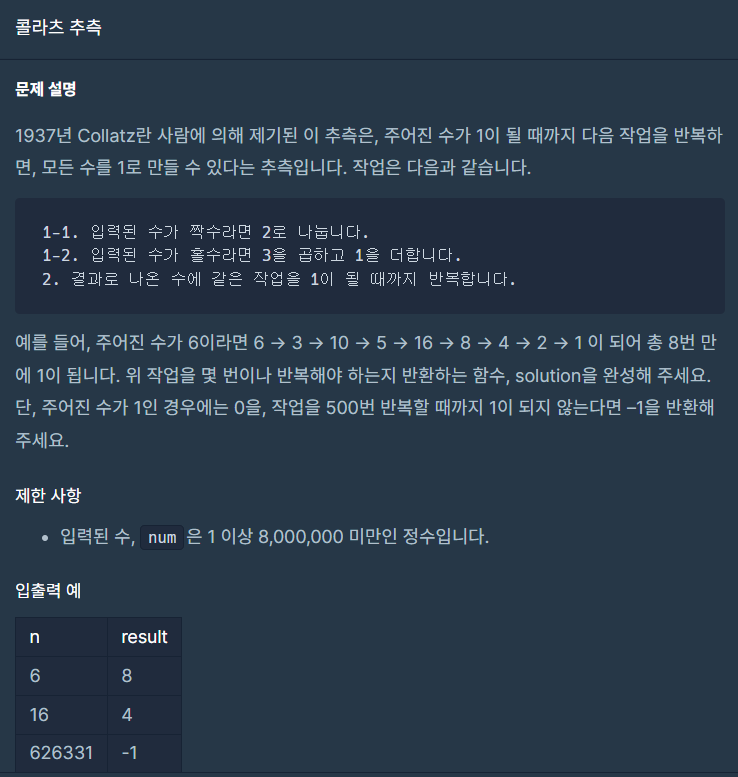 콜라츠 추측
문제 설명
1937년 Collatz란 사람에 의해 제기된 이 추측은, 주어진 수가 1이 될 때까지 다음 작업을 반복하
면, 모든 수를 1로 만들 수 있다는 추측입니다. 작업은 다음과 같습니다.
1-1. 입력된 수가 짝수라면 2로 나눕니다.
1-2. 입력된 수가 홀수라면 3을 곱하고 1을 더합니다.
2. 결과로 나온 수에 같은 작업을 1이 될 때까지 반복합니다.
예를 들어, 주어진 수가 6이라면 6 → 3 → 10 → 5 → 16 → 8 → 4 → 2 → 1 이 되어 총 8번 만
에 1이 됩니다. 위 작업을 몇 번이나 반복해야 하는지 반환하는 함수, solution을 완성해 주세요.
단, 주어진 수가 1인 경우에는 0을, 작업을 500번 반복할 때까지 1이 되지 않는다면 –1을 반환해
주세요.
제한 사항
• 입력된 수, num 은 1 이상 8,000,000 미만인 정수입니다.
입출력 예
n result
6 8
16 4
626331 -1